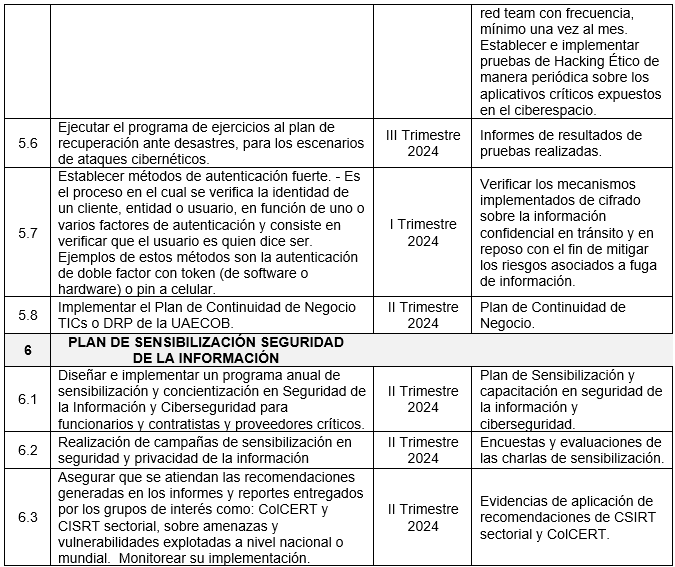 red team con frecuencia,
mínimo una vez al mes.
Establecer e implementar
pruebas de Hacking Ético de
manera periódica sobre los
aplicativos críticos expuestos
en el ciberespacio.
5.6
Ejecutar el programa de ejercicios al plan de
recuperación ante desastres, para los escenarios
de ataques cibernéticos.
III Trimestre
2024
Informes de resultados de
pruebas realizadas.
5.7
Establecer métodos de autenticación fuerte. - Es
el proceso en el cual se verifica la identidad de
un cliente, entidad o usuario, en función de uno o
varios factores de autenticación y consiste en
verificar que el usuario es quien dice ser.
Ejemplos de estos métodos son la autenticación
de doble factor con token (de software o
hardware) o pin a celular.
I Trimestre
2024
Verificar los mecanismos
implementados de cifrado
sobre la información
confidencial en tránsito y en
reposo con el fin de mitigar
los riesgos asociados a fuga
de información.
5.8
Implementar el Plan de Continuidad de Negocio
TICs o DRP de la UAECOB.
II Trimestre
2024
Plan de Continuidad de
Negocio.
6
PLAN DE SENSIBILIZACIÓN SEGURIDAD
DE LA INFORMACIÓN
6.1
Diseñar e implementar un programa anual de
sensibilización y concientización en Seguridad de
la Información y Ciberseguridad para
funcionarios y contratistas y proveedores críticos.
II Trimestre
2024
Plan de Sensibilización y
capacitación en seguridad de
la información y
ciberseguridad.
6.2
Realización de campañas de sensibilización en
seguridad y privacidad de la información
II Trimestre
2024
Encuestas y evaluaciones de
las charlas de sensibilización.
6.3
Asegurar que se atiendan las recomendaciones
generadas en los informes y reportes entregados
por los grupos de interés como: ColCERT y
CISRT sectorial, sobre amenazas y
vulnerabilidades explotadas a nivel nacional o
mundial. Monitorear su implementación.
II Trimestre
2024
Evidencias de aplicación de
recomendaciones de CSIRT
sectorial y ColCERT.